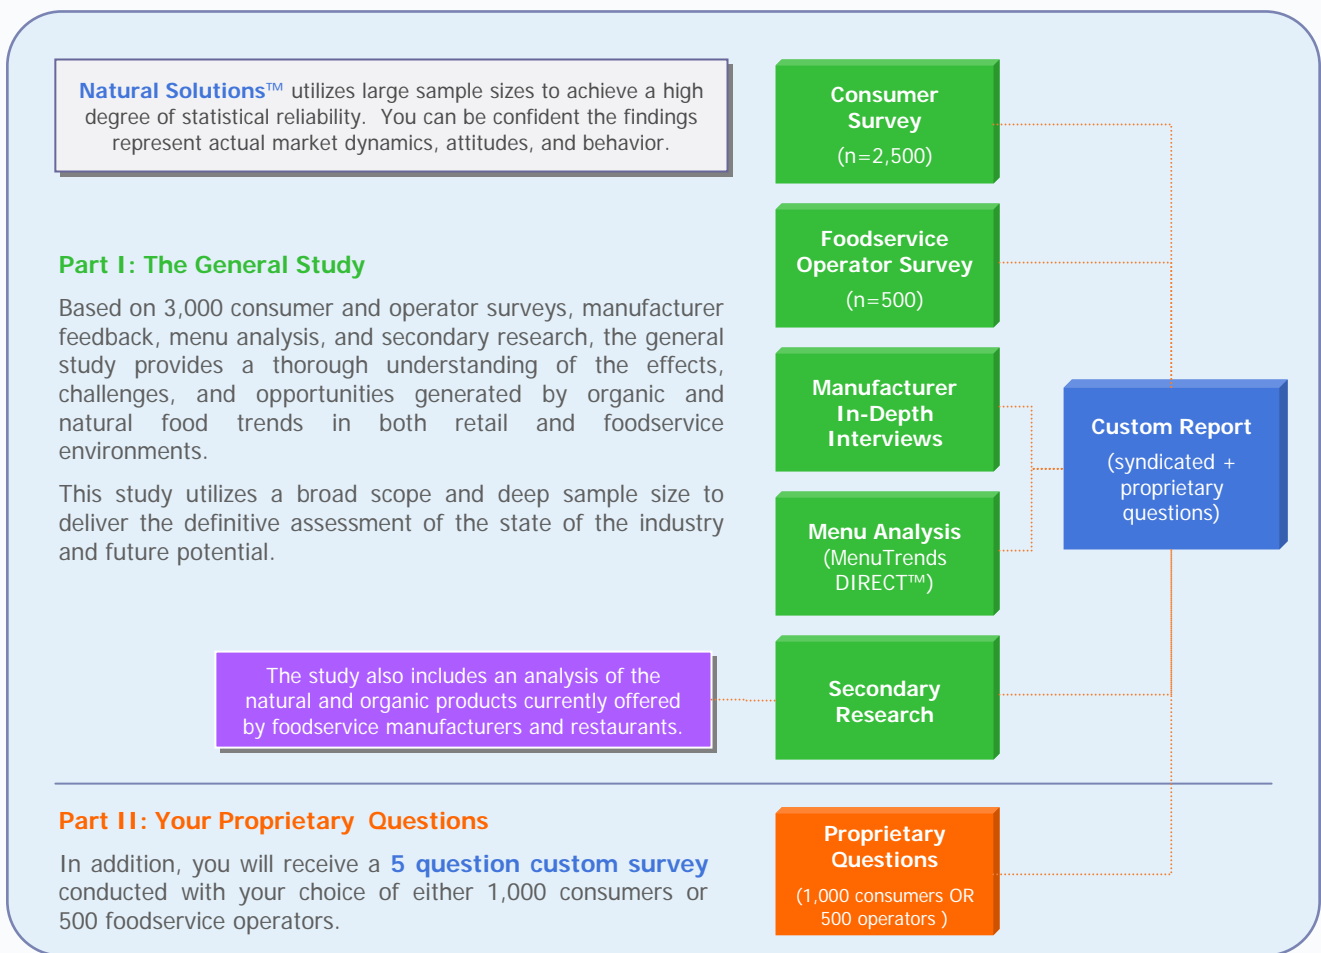 Natural Solutions™ utilizes large sample sizes to achieve a high
degree of statistical reliability. You can be confident the findings
represent actual market dynamics, attitudes, and behavior.
Part I: The General Study
Based on 3,000 consumer and operator surveys, manufacturer
feedback, menu analysis, and secondary research, the general
study provides a thorough understanding of the effects,
challenges, and opportunities generated by organic and
natural food trends in both retail and foodservice
environments.
This study utilizes a broad scope and deep sample size to
deliver the definitive assessment of the state of the industry
and future potential.
The study also includes an analysis of the
natural and organic products currently offered
by foodservice manufacturers and restaurants.
Consumer
Survey
(n=2,500)
Foodservice
Operator Survey
(n=500)
Manufacturer
In-Depth
Interviews
Menu Analysis
(MenuTrends
DIRECT™)
Secondary
Research
Custom Report
(syndicated +
proprietary
questions)
Part II: Your Proprietary Questions
In addition, you will receive a 5 question custom survey
conducted with your choice of either 1,000 consumers or
500 foodservice operators.
Proprietary
Questions
(1,000 consumers OR
500 operators )